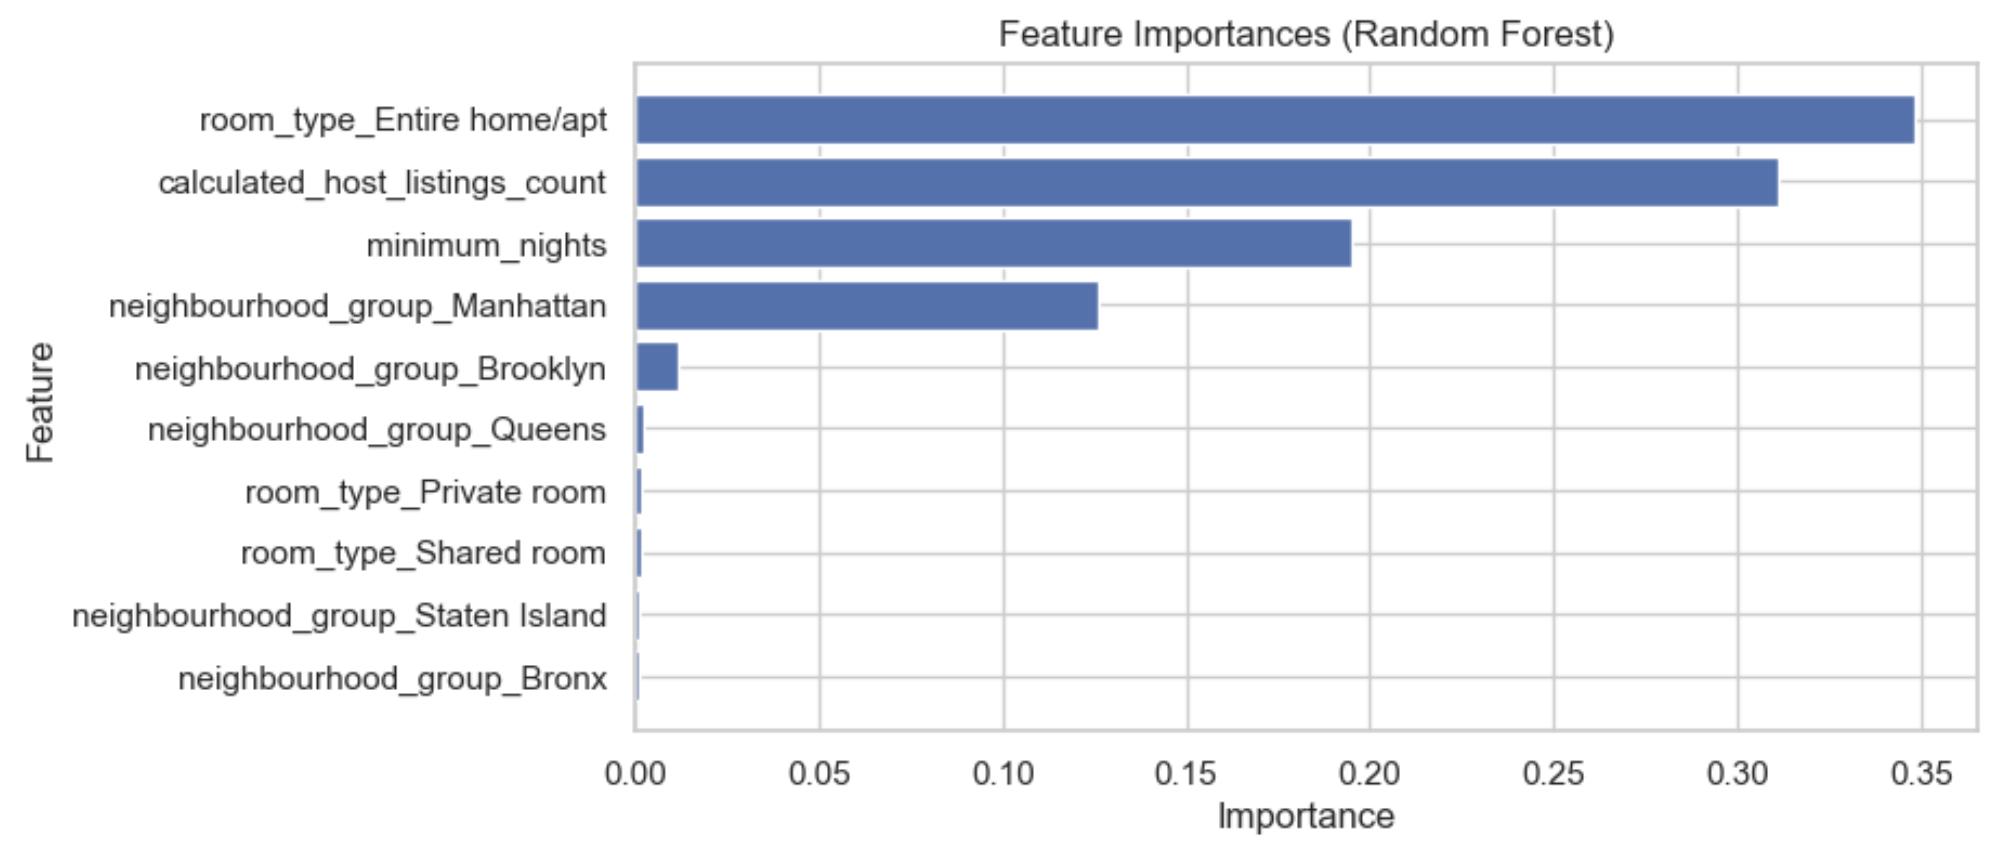 Feature Importances (Random Forest)
Feature
room_type_Entire home/apt
calculated_host_listings_count
minimum_nights
neighbourhood_group_Manhattan
neighbourhood_group_Brooklyn
neighbourhood_group_Queens
room_type_Private room
room_type_Shared room
neighbourhood_group_Staten Island
neighbourhood_group_Bronx
0.00 0.05 0.10 0.15 0.20 0.25 0.30 0.35
Importance